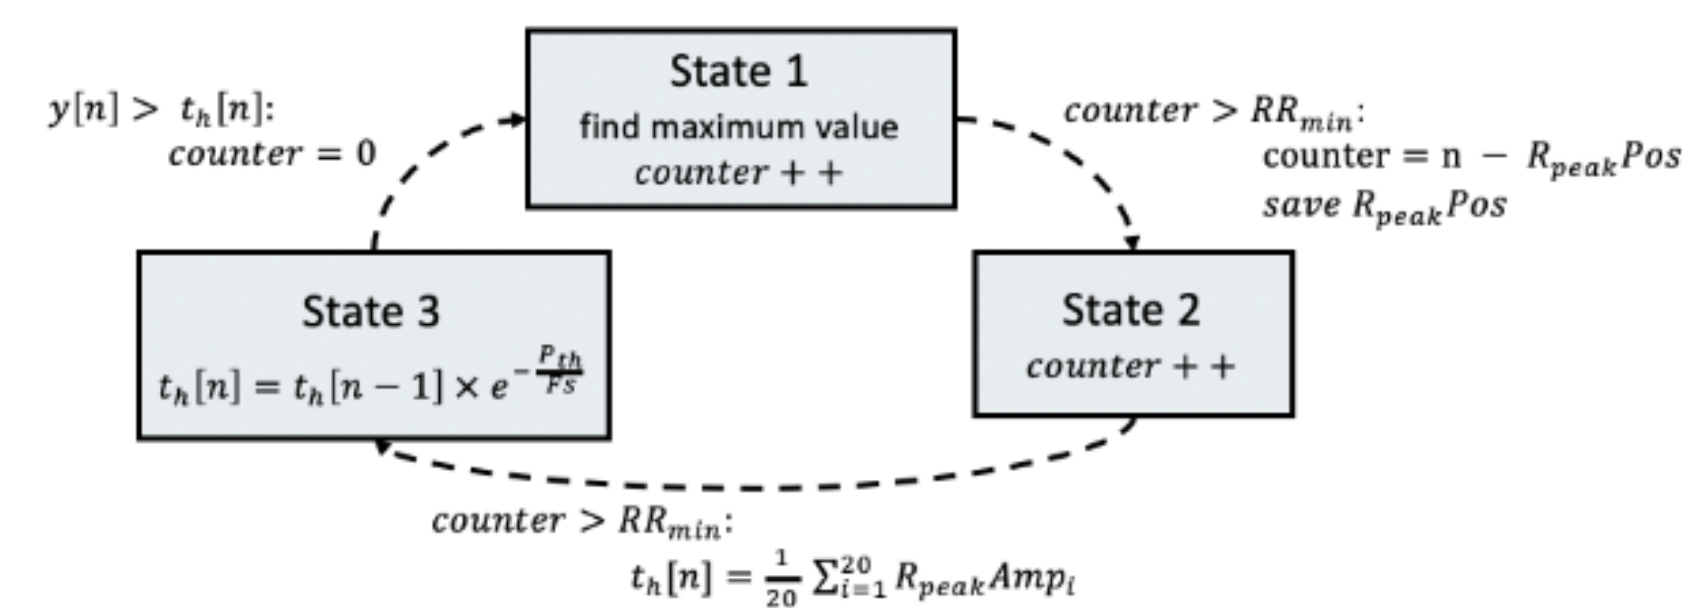 State 1
find maximum value
counter + +
y[n] > t_h[n]:
counter = 0
counter > RR_min:
counter = n − R_peakPos
save R_peakPos
State 3
t_h[n] = t_h[n − 1] × e^(−P_th/Fs)
State 2
counter + +
counter > RR_min:
t_h[n] = 1/20 ∑_{i=1}^{20} R_peakAmp_i